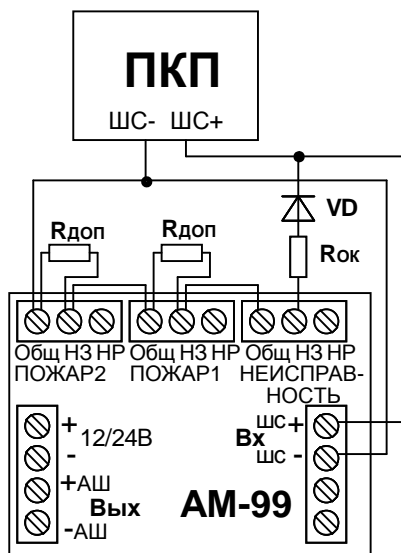 ПКП
ШС- ШС+
VD
Rдоп Rдоп
Rок
Общ НЗ НР Общ НЗ НР Общ НЗ НР
ПОЖАР2 ПОЖАР1 НЕИСПРАВ-
НОСТЬ
+ 12/24В
-
+АШ
Вых
-АШ
Вх
ШС +
ШС -
АМ-99